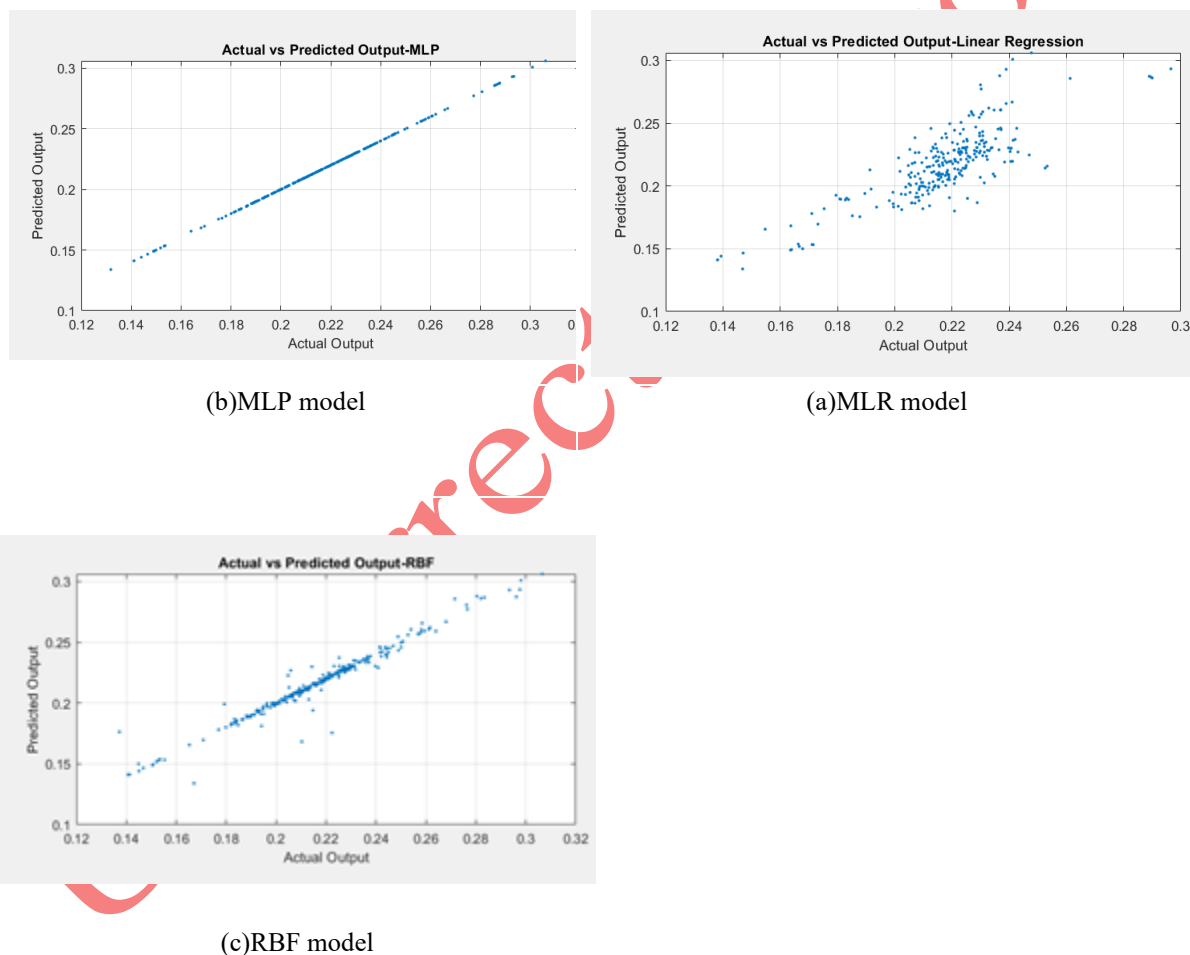 Actual vs Predicted Output-MLP
Predicted Output
0.3
0.25
0.2
0.15
0.1
0.12 0.14 0.16 0.18 0.2 0.22 0.24 0.26 0.28 0.3 0
Actual Output
(b)MLP model
Actual vs Predicted Output-Linear Regression
Predicted Output
0.3
0.25
0.2
0.15
0.1
0.12 0.14 0.16 0.18 0.2 0.22 0.24 0.26 0.28 0.3
Actual Output
(a)MLR model
rec
Actual vs Predicted Output-RBF
Predicted Output
0.3
0.25
0.2
0.15
0.1
0.12 0.14 0.16 0.18 0.2 0.22 0.24 0.26 0.28 0.3 0.32
Actual Output
(c)RBF model